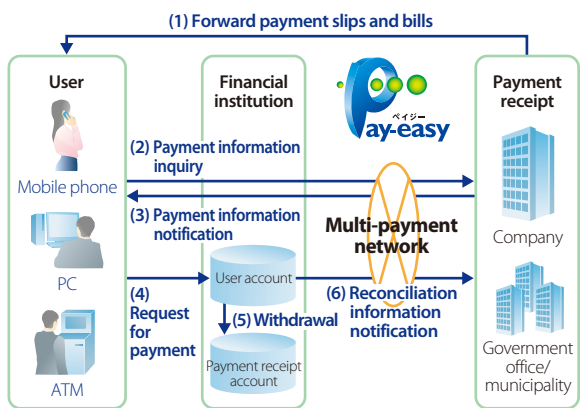 (1) Forward payment slips and bills
User
Financial
institution
Payment
receipt
ペイジー
Pay-easy
Mobile phone
(2) Payment information
inquiry
(3) Payment information
notification
Multi-payment
network
Company
PC
User account
(4)
Request
for
payment
(5) Withdrawal
(6) Reconciliation
information
notification
Payment receipt
account
ATM
Government
office/
municipality